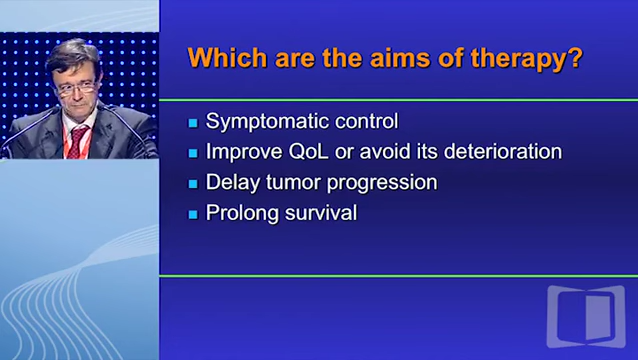 Which are the aims of therapy?
Symptomatic control
Improve QoL or avoid its deterioration
Delay tumor progression
Prolong survival